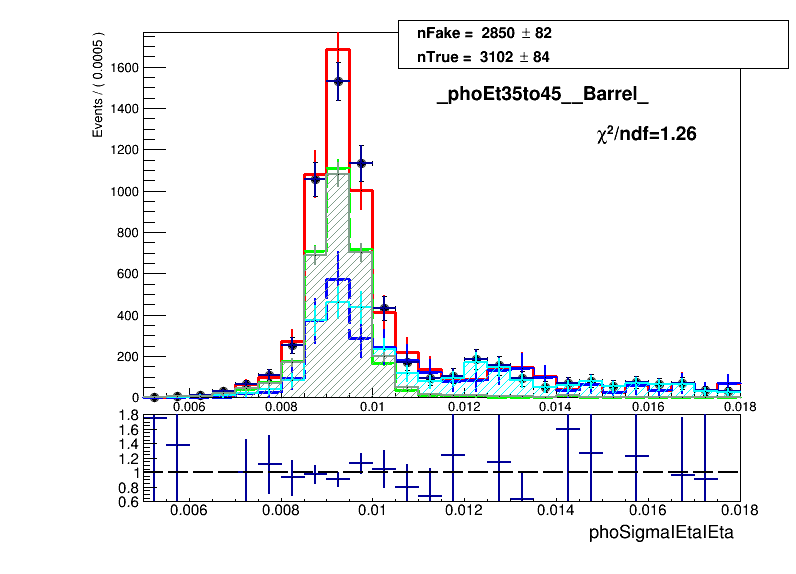 nFake = 2850 ± 82
nTrue = 3102 ± 84
_phoEt35to45__Barrel_
χ²/ndf=1.26
Events / ( 0.0005 )
1600
1400
1200
1000
800
600
400
200
0
0.006 0.008 0.01 0.012 0.014 0.016 0.018
1.8
1.6
1.4
1.2
1
0.8
0.6
0.006 0.008 0.01 0.012 0.014 0.016 0.018
phoSigmaIEtaIEta